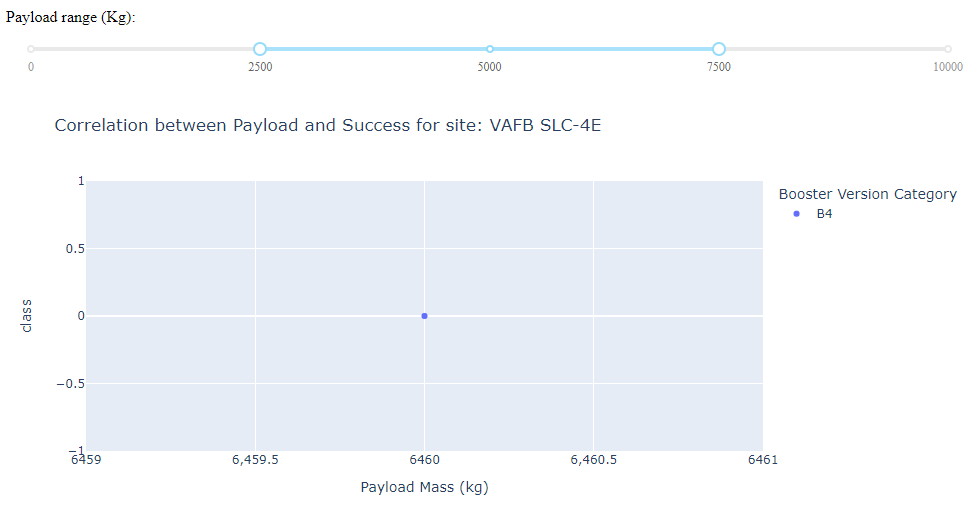 Payload range (Kg):
0 2500 5000 7500 10000
Correlation between Payload and Success for site: VAFB SLC-4E
Booster Version Category
B4
1
0.5
0
−0.5
−1
class
6459 6,459.5 6460 6,460.5 6461
Payload Mass (kg)